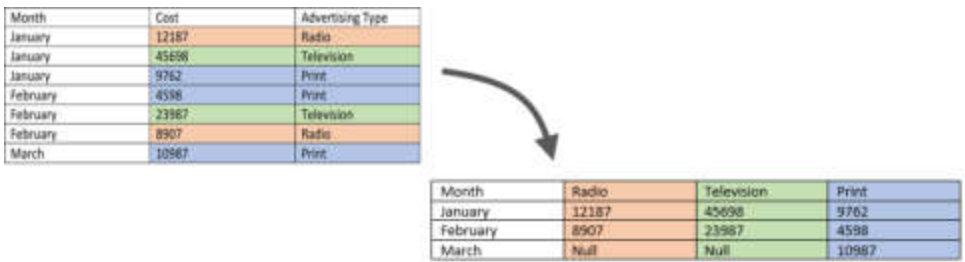 Month Cost Advertising Type
January 12187 Radio
January 45698 Television
January 9762 Print
February 4598 Print
February 23987 Television
February 8907 Radio
March 10987 Print
Month Radio Television Print
January 12187 45698 9762
February 8907 23987 4598
March Null Null 10987